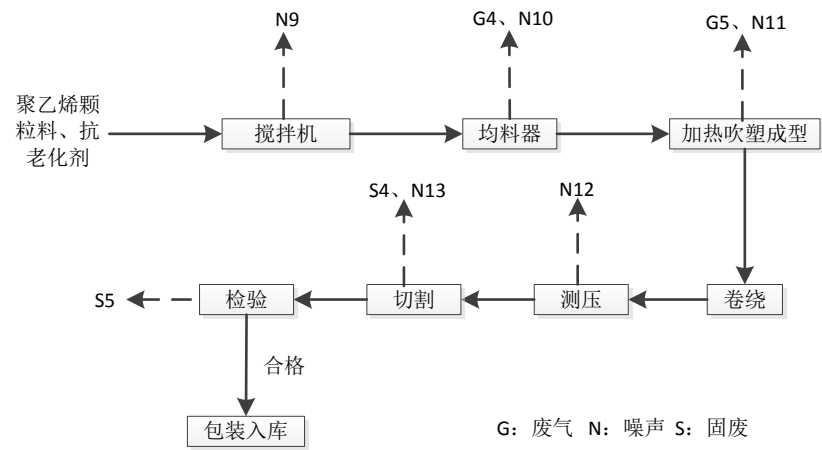 N9
G4、N10
G5、N11
聚乙烯颗
粒料、抗
老化剂
搅拌机
均料器
加热吹塑成型
S4、N13
N12
S5
检验
切割
测压
卷绕
合格
包装入库
G：废气 N：噪声 S：固废